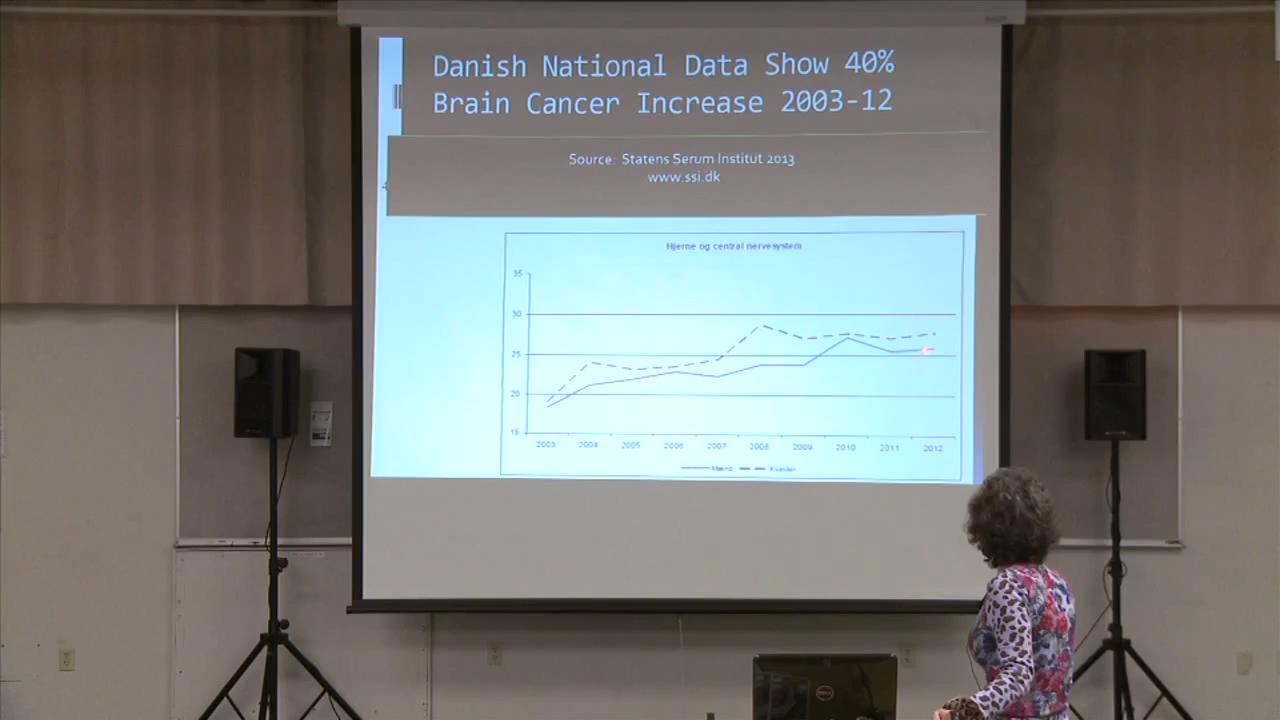 Danish National Data Show 40%
Brain Cancer Increase 2003-12
Source: Statens Serum Institut 2013
www.ssi.dk
Hjerne og central nervesystem
35
30
25
20
15
2003 2004 2005 2006 2007 2008 2009 2010 2011 2012
Mænd Kvinder
DELL